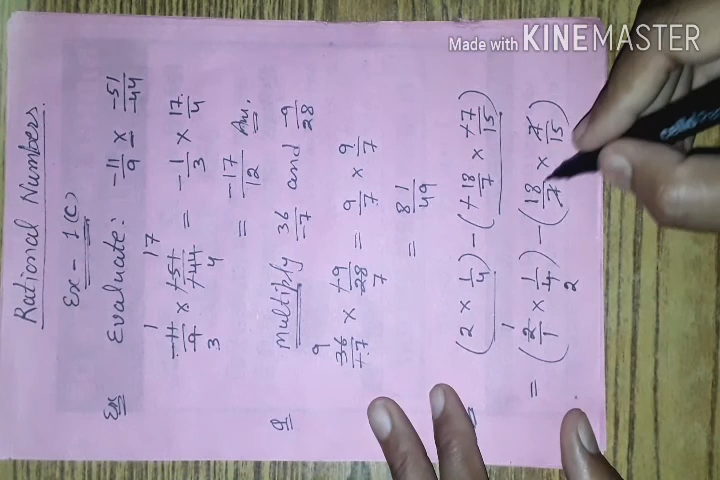 Made with KINEMASTER
Rational Numbers.
Ex - 1(c)
Ex Evaluate: -11/9 × -51/-44
-11/9 × -51/-44 = -1/3 × 17/4
1 17
3 4
= -17/12 Ans.
Q Multiply 36/-7 and -9/28
36/-7 × -9/28 = 9/7 × 9/7
9
7
= 81/49
(2 × 1/4) - (-18/7 × -7/15)
= (2/1 × 1/4) - (18/7 × 7/15)
1
2